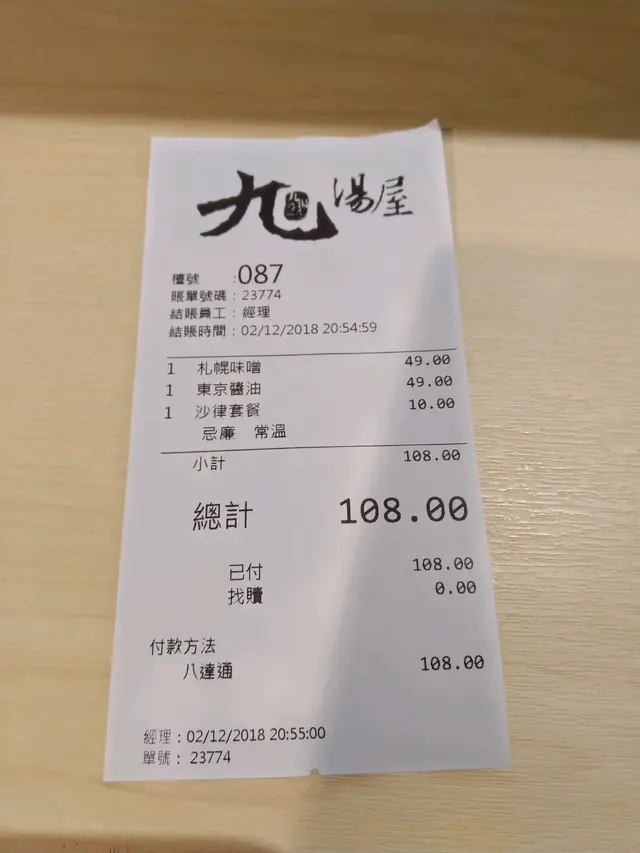 九湯屋
檯號 :087
賬單號碼 : 23774
結賬員工 : 經理
結賬時間 : 02/12/2018 20:54:59
1 札幌味噌 49.00
1 東京醬油 49.00
1 沙律套餐 10.00
忌廉 常溫
小計 108.00
總計 108.00
已付 108.00
找贖 0.00
付款方法
八達通 108.00
經理 : 02/12/2018 20:55:00
單號 : 23774